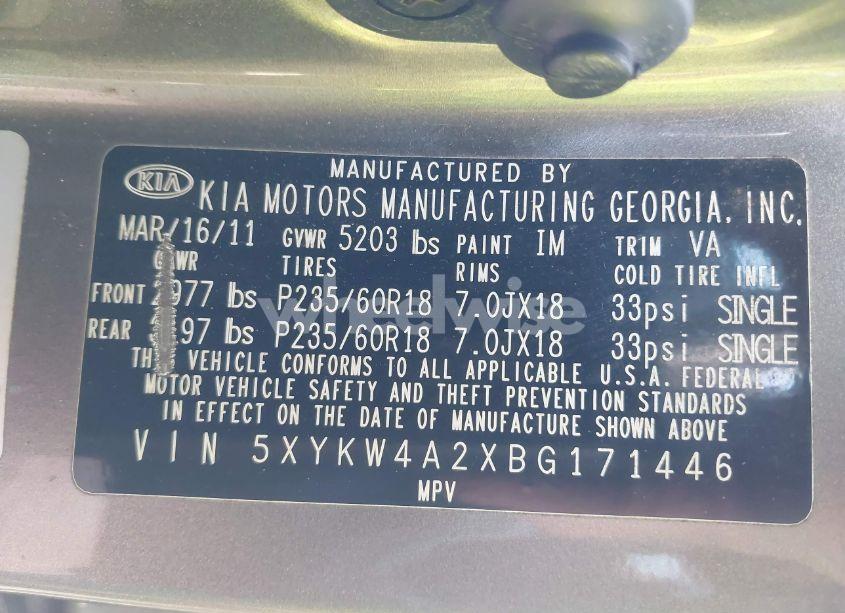 MANUFACTURED BY
KIA KIA MOTORS MANUFACTURING GEORGIA, INC.
MAR/16/11 GVWR 5203 lbs PAINT IM TRIM VA
TIRES RIMS COLD TIRE INFL
FRONT lbs P235/60R18 7.0JX18 33psi SINGLE
REAR lbs P235/60R18 7.0JX18 33psi SINGLE
VEHICLE CONFORMS TO ALL APPLICABLE U.S.A. FEDERAL
MOTOR VEHICLE SAFETY AND THEFT PREVENTION STANDARDS
IN EFFECT ON THE DATE OF MANUFACTURE SHOWN ABOVE
VIN 5XYKW4A2XBG171446
MPV
wheelwise